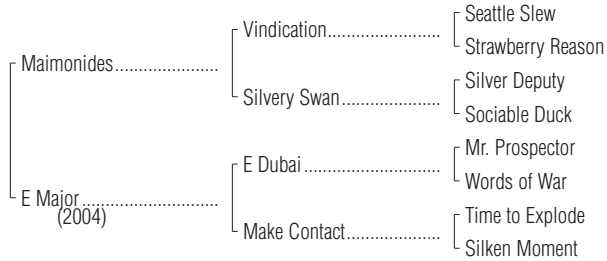 Seattle Slew
Vindication
Strawberry Reason
Maimonides
Silver Deputy
Silvery Swan
Sociable Duck
Mr. Prospector
E Dubai
Words of War
E Major
(2004)
Time to Explode
Make Contact
Silken Moment